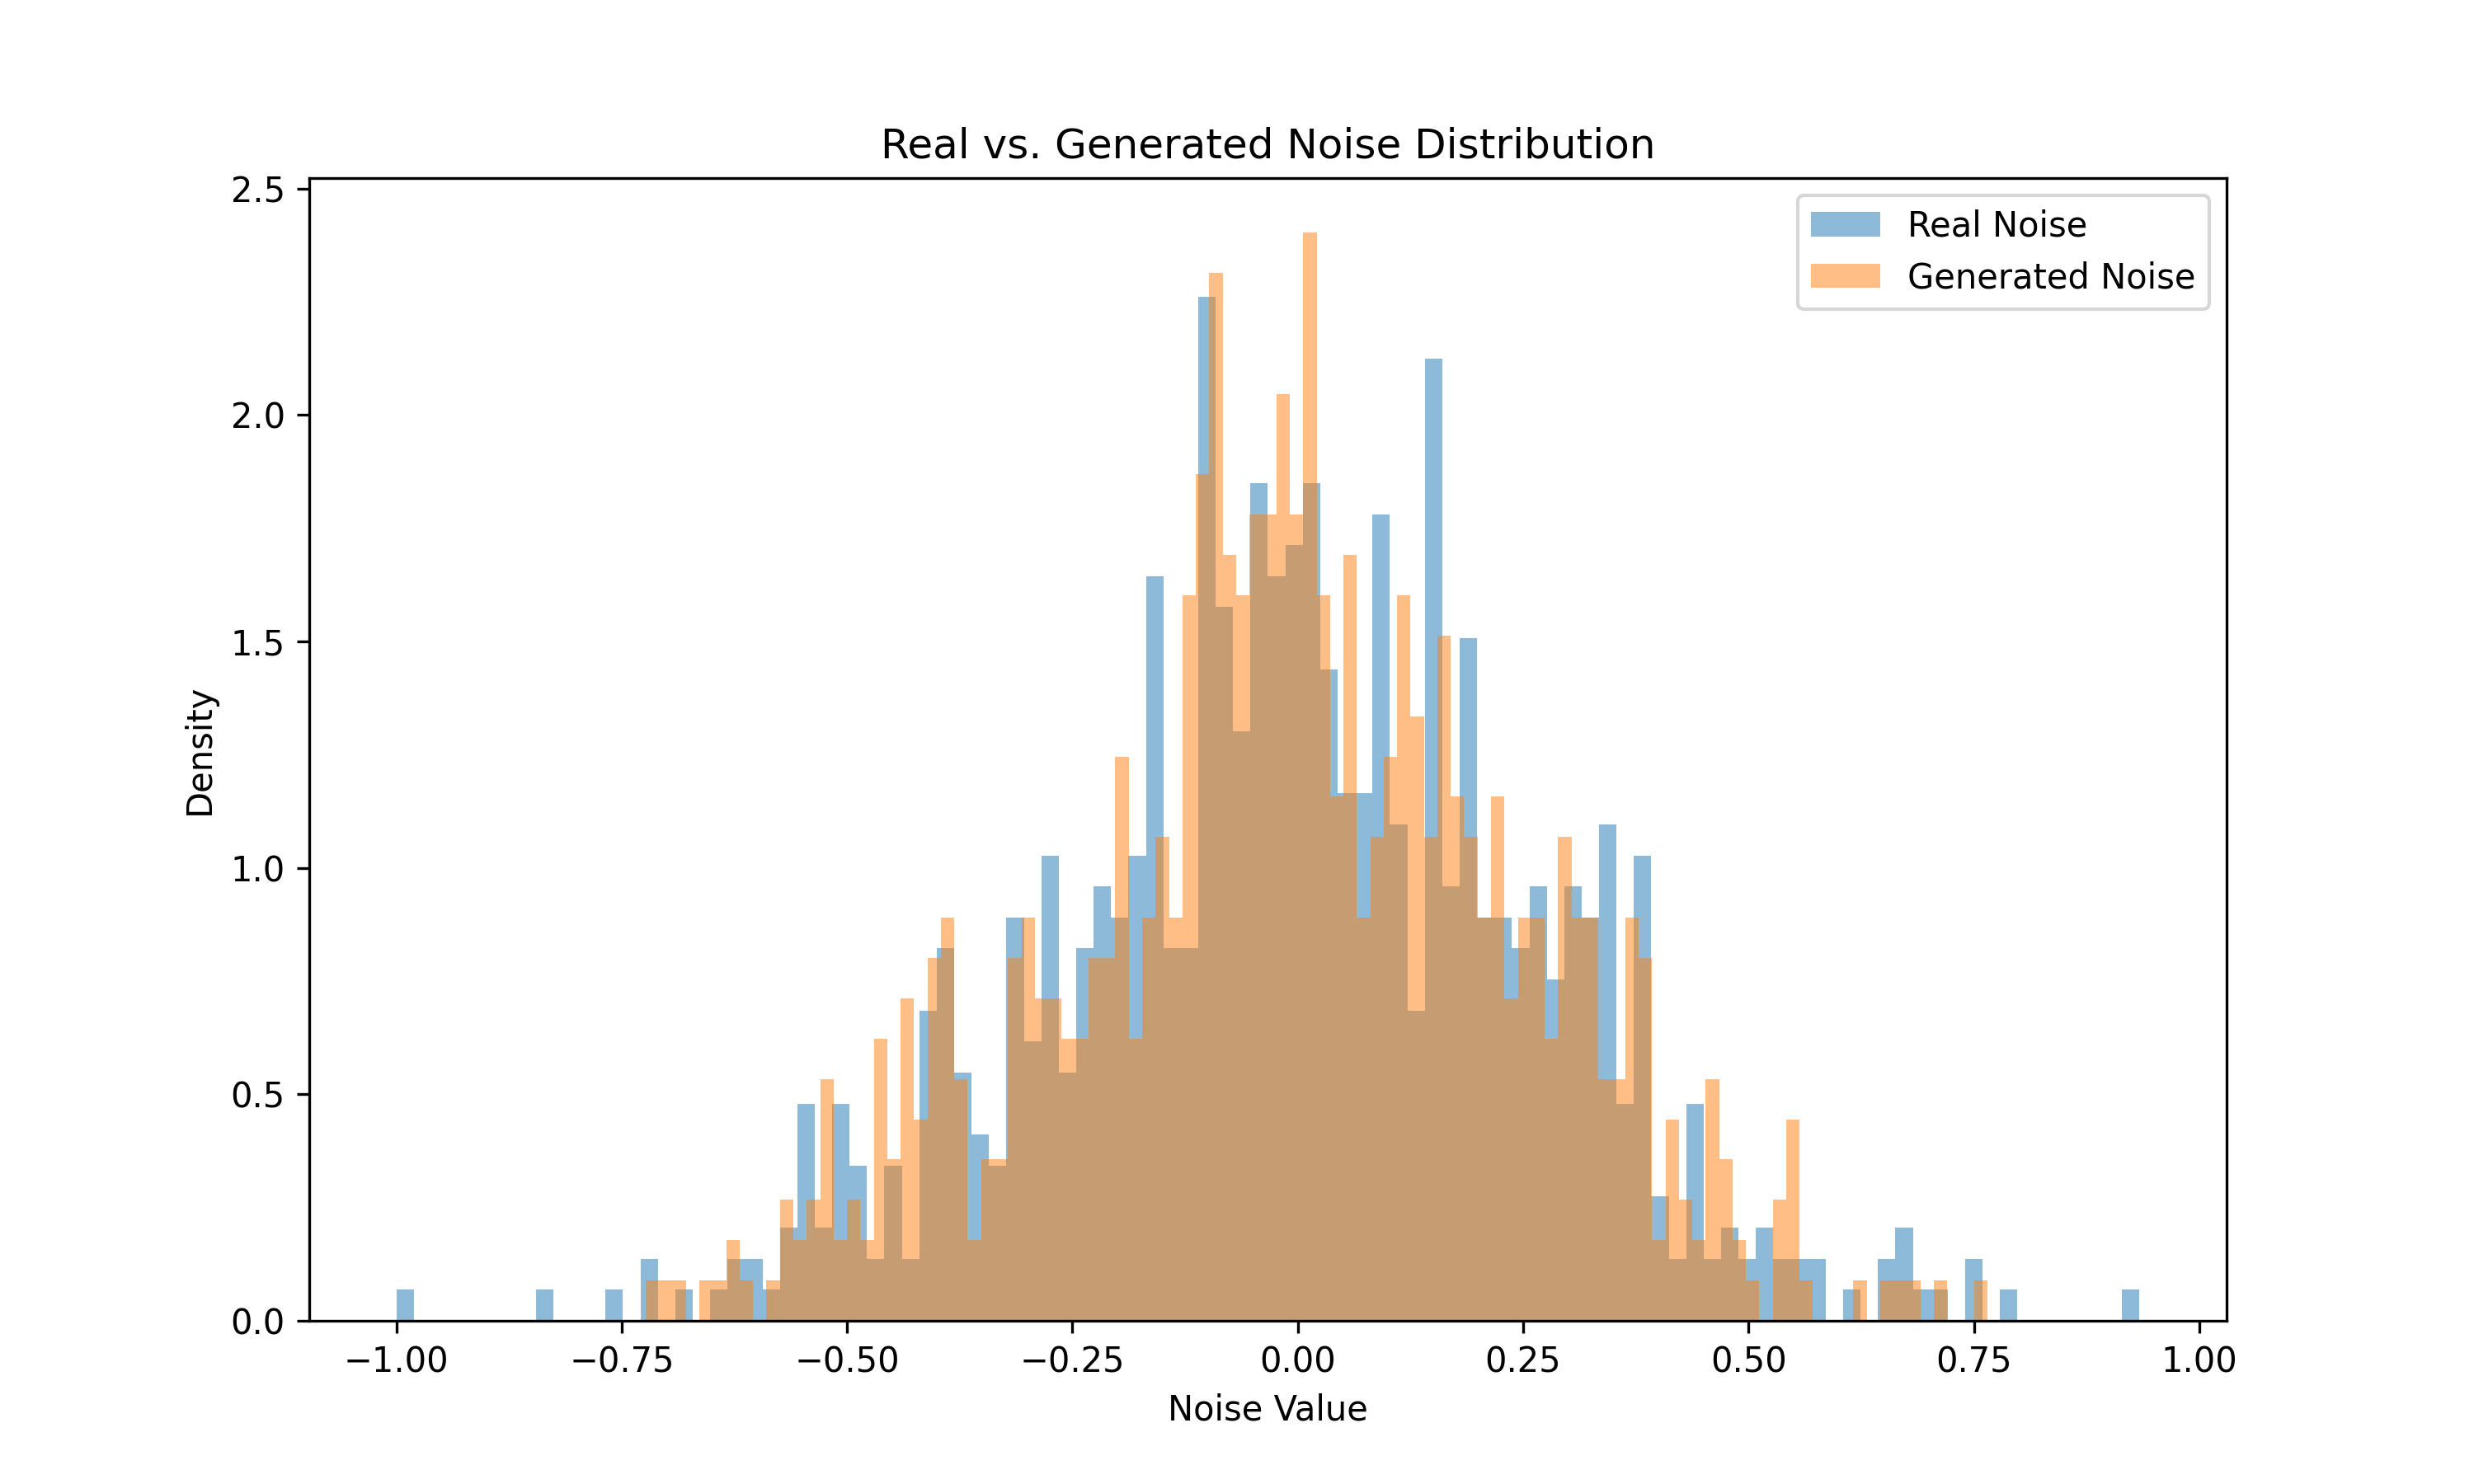 Real vs. Generated Noise Distribution
Real Noise
Generated Noise
Density
2.5
2.0
1.5
1.0
0.5
0.0
−1.00 −0.75 −0.50 −0.25 0.00 0.25 0.50 0.75 1.00
Noise Value